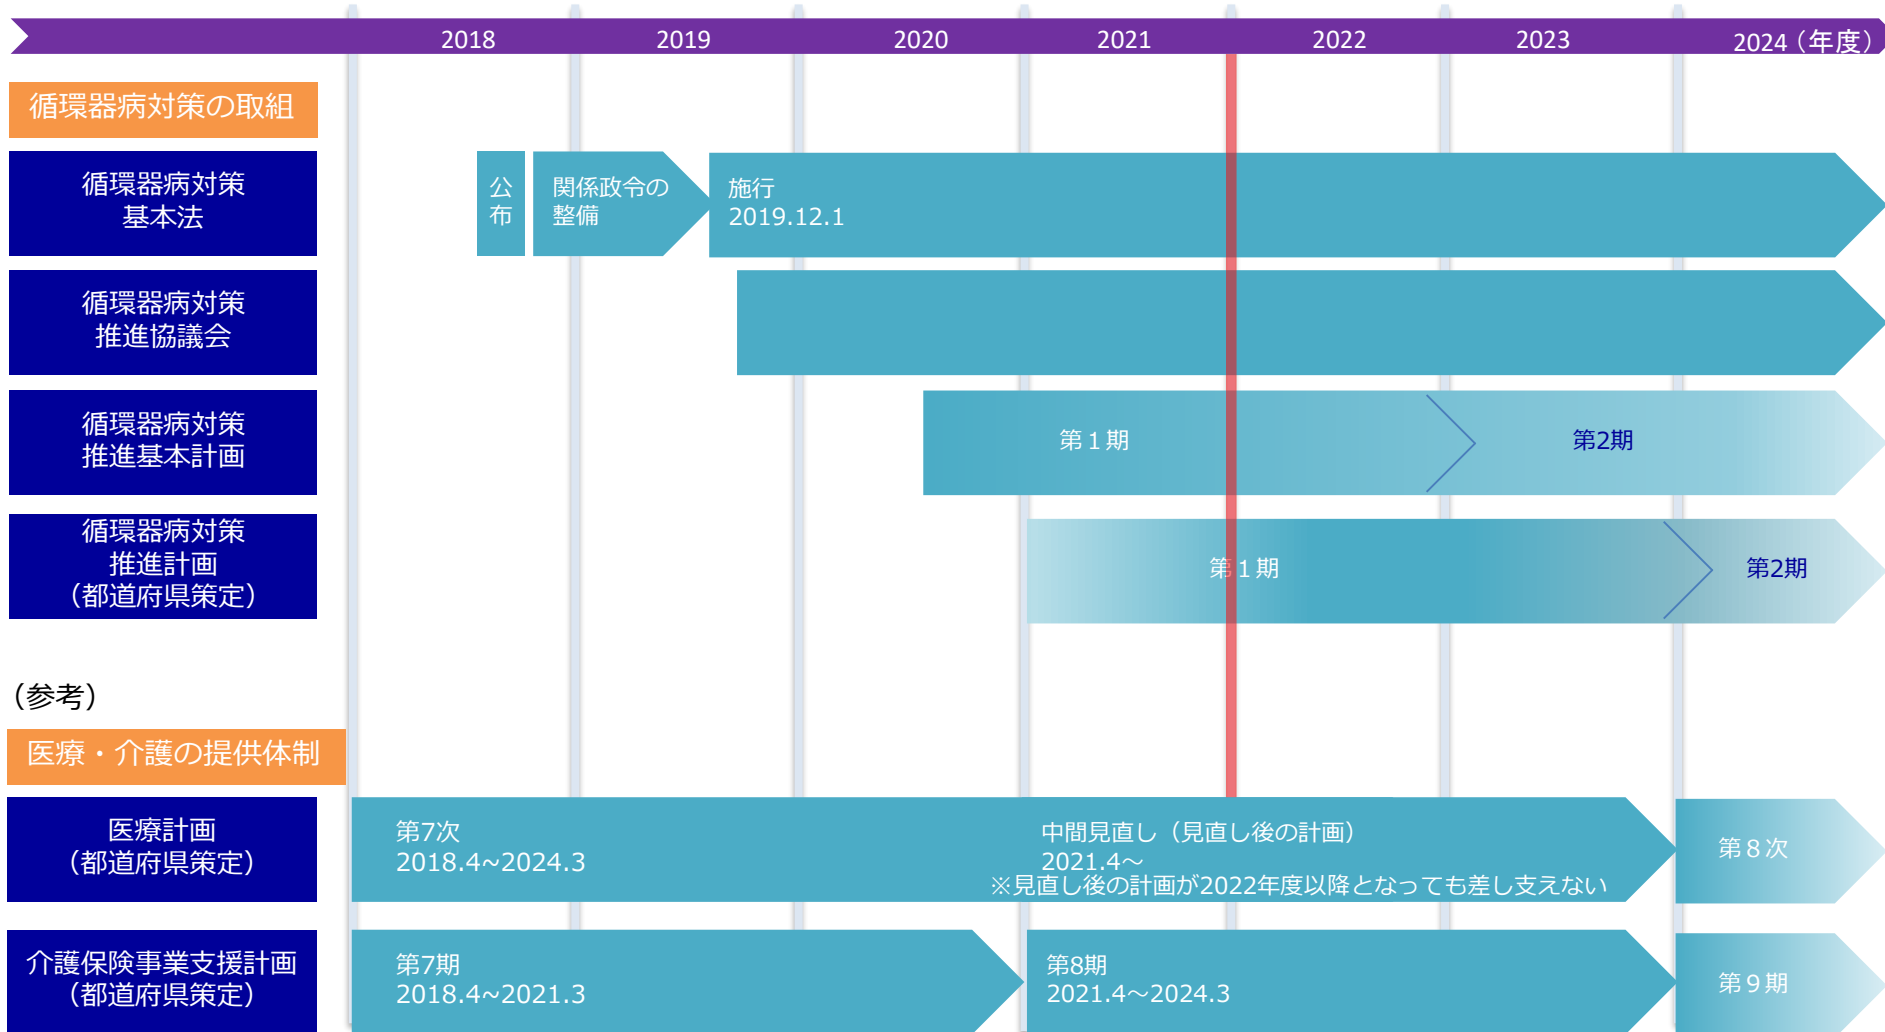 2018 2019 2020 2021 2022 2023 2024（年度）
循環器病対策の取組
循環器病対策
基本法
公
布
関係政令の
整備
施行
2019.12.1
循環器病対策
推進協議会
循環器病対策
推進基本計画
第１期
第2期
循環器病対策
推進計画
（都道府県策定）
第１期
第2期
（参考）
医療・介護の提供体制
医療計画
（都道府県策定）
第7次
2018.4~2024.3
中間見直し（見直し後の計画）
2021.4～
※見直し後の計画が2022年度以降となっても差し支えない
第８次
介護保険事業支援計画
（都道府県策定）
第7期
2018.4~2021.3
第8期
2021.4～2024.3
第９期